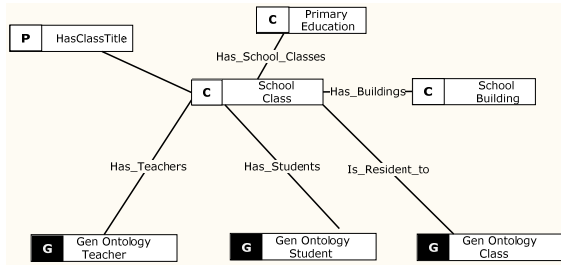 C Primary
Education
P HasClassTitle
Has_School_Classes
C School
Class
Has_Buildings
C School
Building
Has_Teachers
Has_Students
Is_Resident_to
G Gen Ontology
Teacher
G Gen Ontology
Student
G Gen Ontology
Class